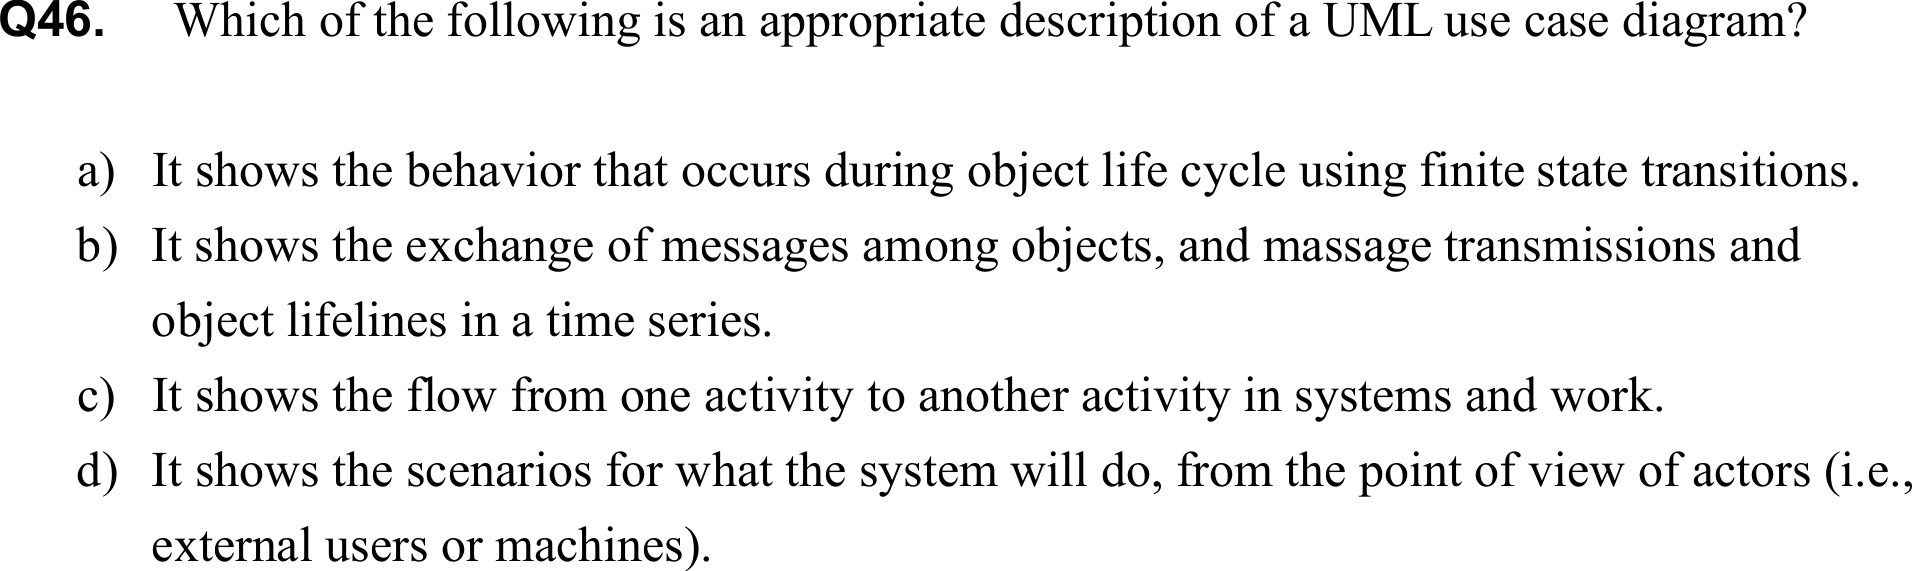 Q46. Which of the following is an appropriate description of a UML use case diagram?
a) It shows the behavior that occurs during object life cycle using finite state transitions.
b) It shows the exchange of messages among objects, and massage transmissions and
object lifelines in a time series.
c) It shows the flow from one activity to another activity in systems and work.
d) It shows the scenarios for what the system will do, from the point of view of actors (i.e.,
external users or machines).